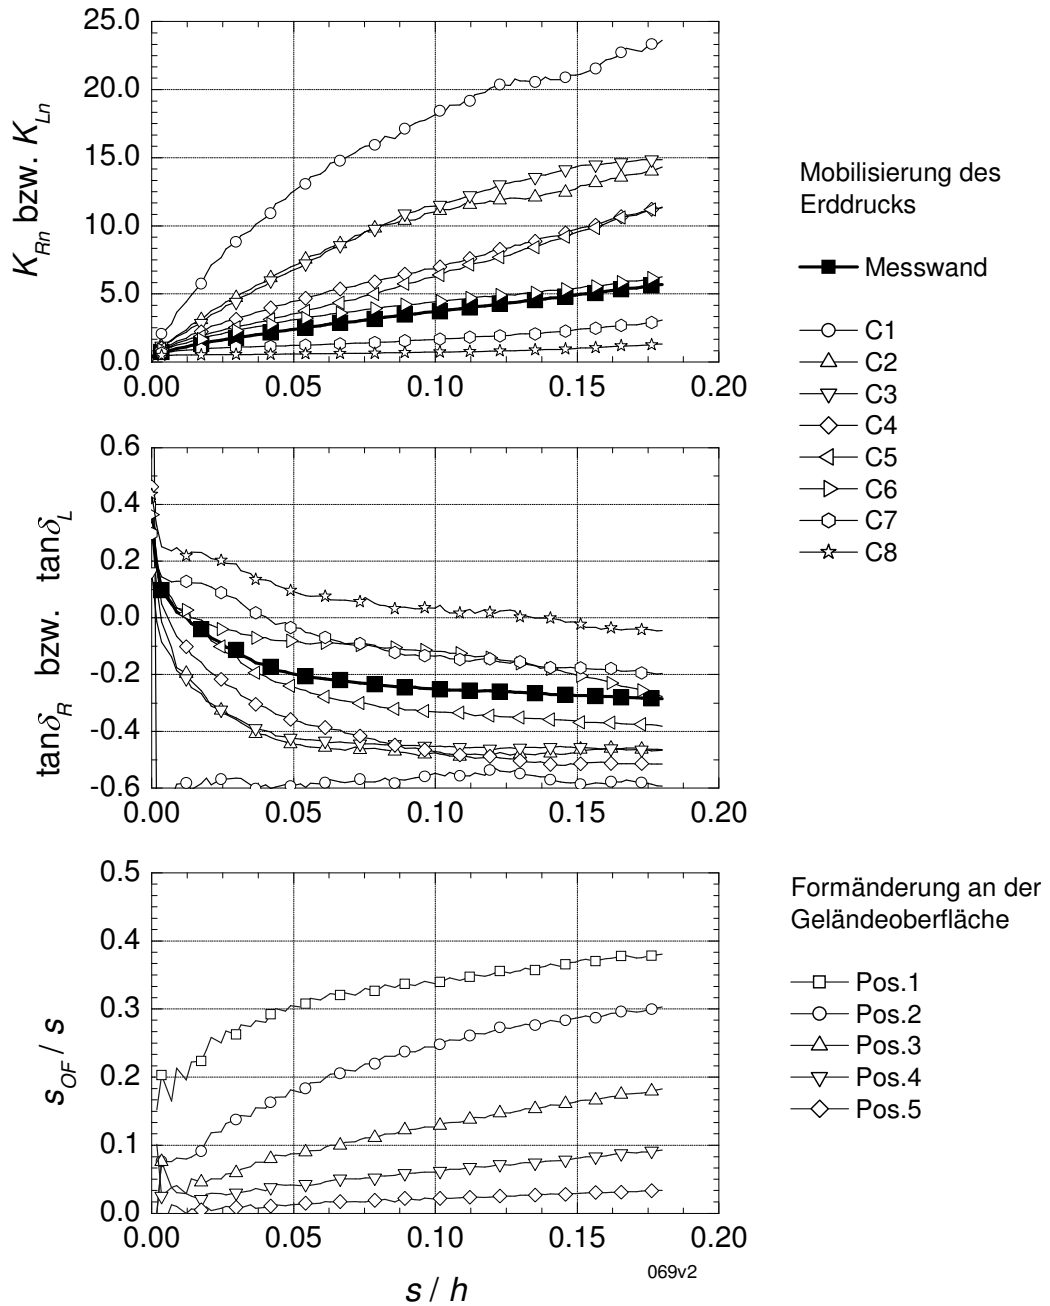 25.0
20.0
15.0
10.0
5.0
0.0
K_Rn bzw. K_Ln
0.00 0.05 0.10 0.15 0.20
Mobilisierung des
Erddrucks
Messwand
C1
C2
C3
C4
C5
C6
C7
C8
0.6
0.4
0.2
0.0
-0.2
-0.4
-0.6
tanδ_R bzw. tanδ_L
0.00 0.05 0.10 0.15 0.20
0.5
0.4
0.3
0.2
0.1
0.0
s_OF / s
0.00 0.05 0.10 0.15 0.20
s / h
069v2
Formänderung an der
Geländeoberfläche
Pos.1
Pos.2
Pos.3
Pos.4
Pos.5